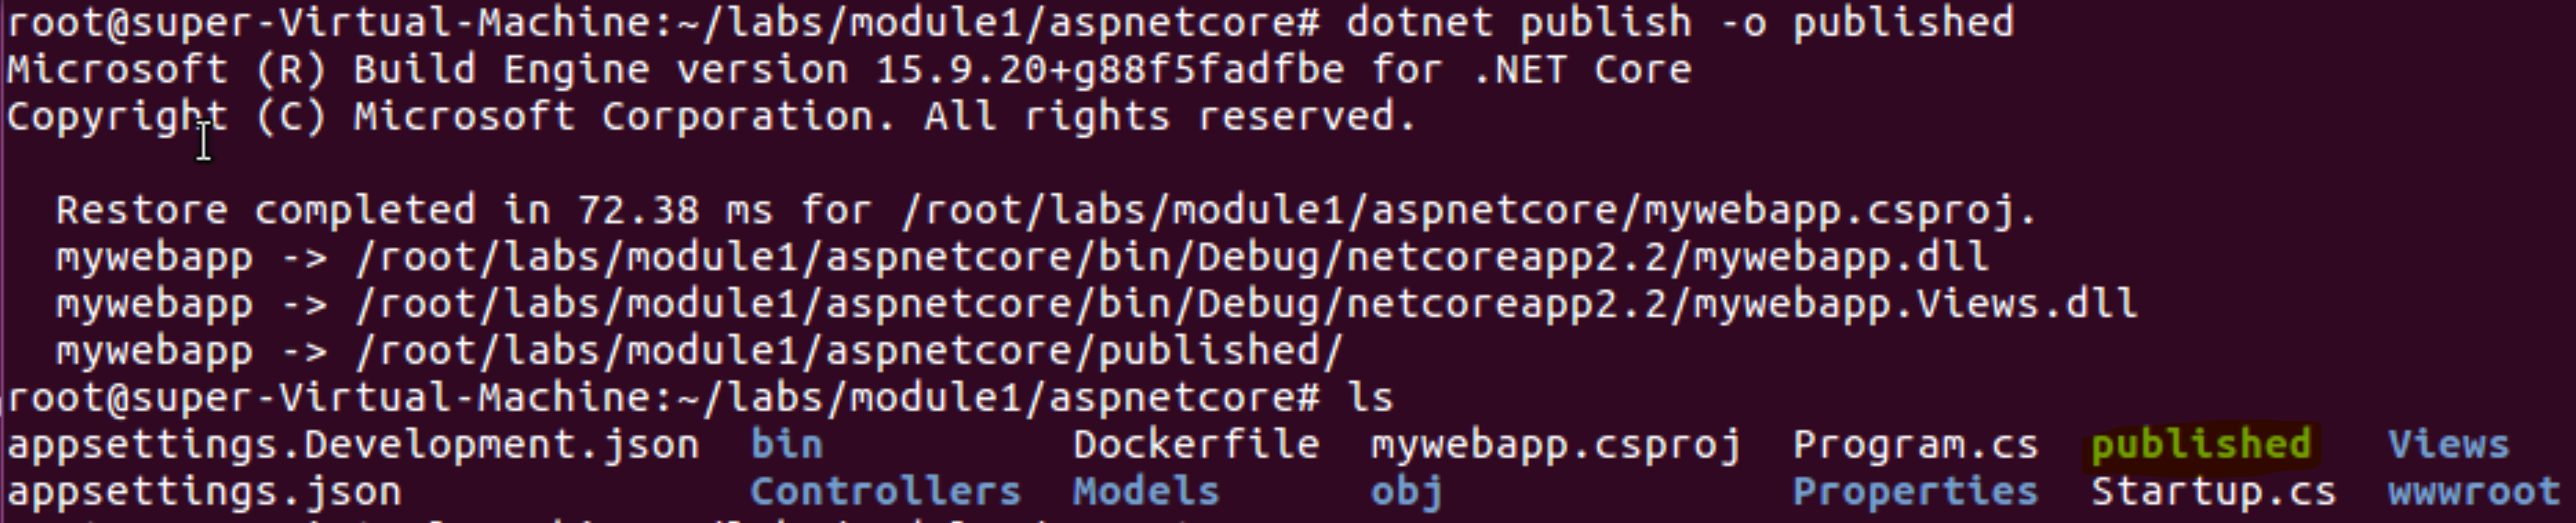 root@super-Virtual-Machine:~/labs/module1/aspnetcore# dotnet publish -o published
Microsoft (R) Build Engine version 15.9.20+g88f5fadfbe for .NET Core
Copyright (C) Microsoft Corporation. All rights reserved.
Restore completed in 72.38 ms for /root/labs/module1/aspnetcore/mywebapp.csproj.
mywebapp -> /root/labs/module1/aspnetcore/bin/Debug/netcoreapp2.2/mywebapp.dll
mywebapp -> /root/labs/module1/aspnetcore/bin/Debug/netcoreapp2.2/mywebapp.Views.dll
mywebapp -> /root/labs/module1/aspnetcore/published/
root@super-Virtual-Machine:~/labs/module1/aspnetcore# ls
appsettings.Development.json bin Dockerfile mywebapp.csproj Program.cs published Views
appsettings.json Controllers Models obj Properties Startup.cs wwwroot